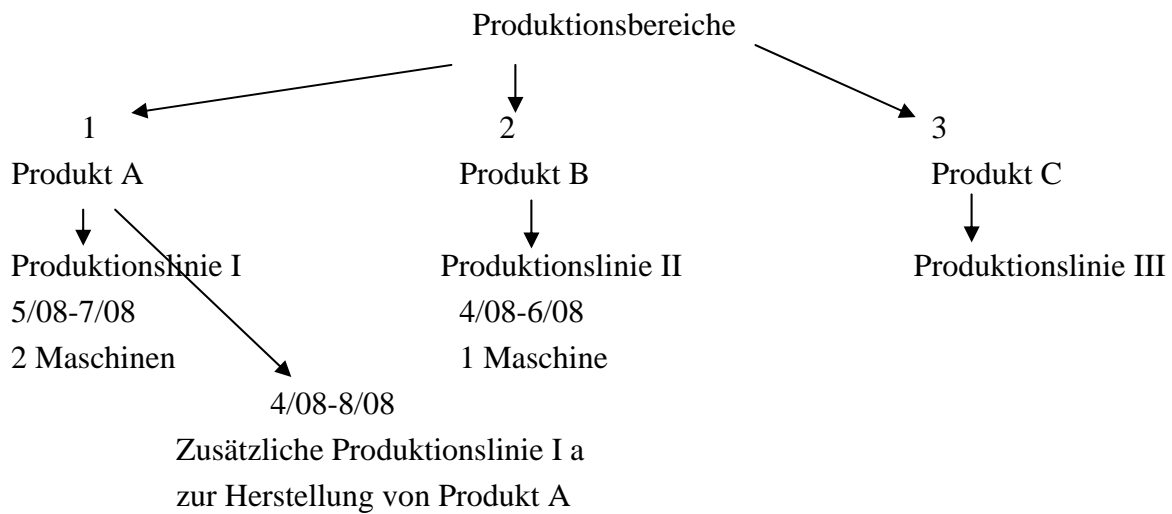 Produktionsbereiche
1 2 3
Produkt A Produkt B Produkt C
Produktionslinie I Produktionslinie II Produktionslinie III
5/08-7/08 4/08-6/08
2 Maschinen 1 Maschine
4/08-8/08
Zusätzliche Produktionslinie I a
zur Herstellung von Produkt A